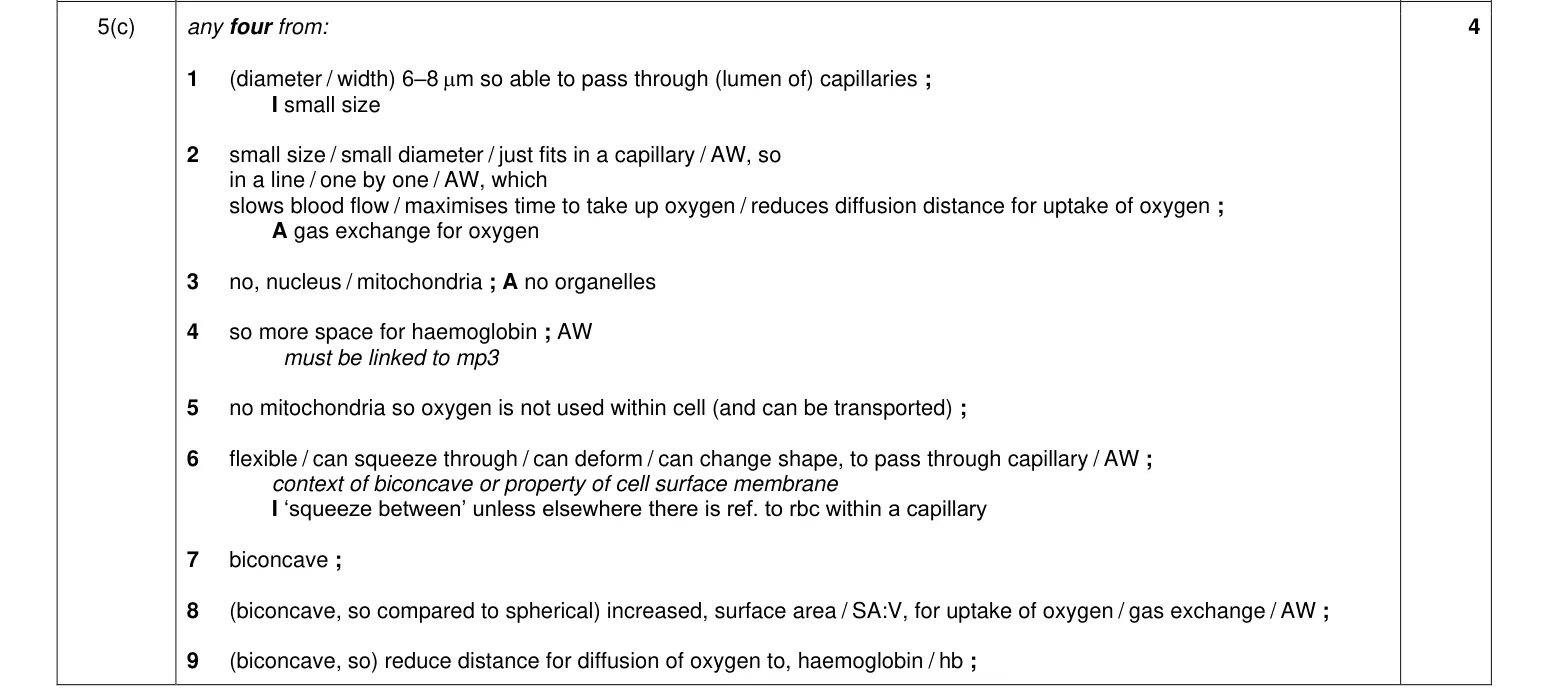 5(c) any four from: 4
1 (diameter / width) 6–8 μm so able to pass through (lumen of) capillaries ;
I small size
2 small size / small diameter / just fits in a capillary / AW, so
in a line / one by one / AW, which
slows blood flow / maximises time to take up oxygen / reduces diffusion distance for uptake of oxygen ;
A gas exchange for oxygen
3 no, nucleus / mitochondria ; A no organelles
4 so more space for haemoglobin ; AW
must be linked to mp3
5 no mitochondria so oxygen is not used within cell (and can be transported) ;
6 flexible / can squeeze through / can deform / can change shape, to pass through capillary / AW ;
context of biconcave or property of cell surface membrane
I ‘squeeze between’ unless elsewhere there is ref. to rbc within a capillary
7 biconcave ;
8 (biconcave, so compared to spherical) increased, surface area / SA:V, for uptake of oxygen / gas exchange / AW ;
9 (biconcave, so) reduce distance for diffusion of oxygen to, haemoglobin / hb ;